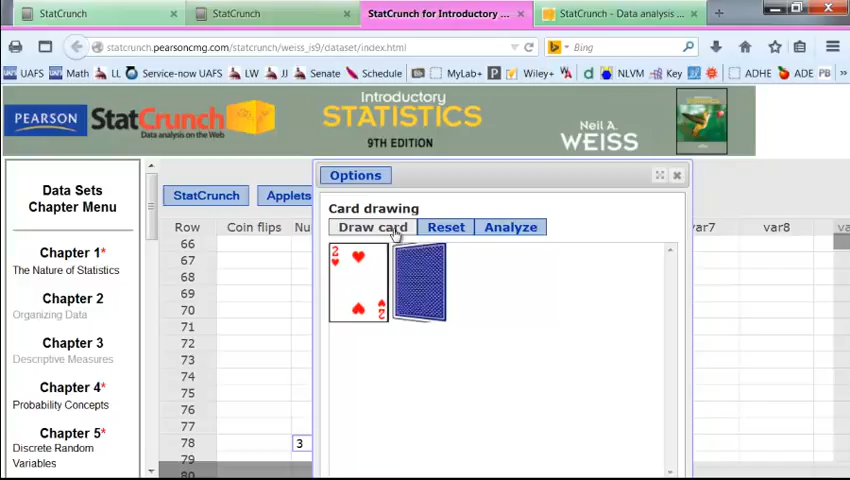 StatCrunch
StatCrunch
StatCrunch for Introductory ...
StatCrunch - Data analysis ...
statcrunch.pearsoncmg.com/statcrunch/weiss_is9/dataset/index.html
Bing
UAFS
Math
LL
Service-now UAFS
LW
JJ
Senate
Schedule
MyLab+
Wiley+
NLVM
Key
ADHE
ADE
PB
PEARSON
StatCrunch
Data analysis on the Web
Introductory
STATISTICS
9TH EDITION
Neil A.
WEISS
Data Sets
Chapter Menu
Chapter 1*
The Nature of Statistics
Chapter 2
Organizing Data
Chapter 3
Descriptive Measures
Chapter 4*
Probability Concepts
Chapter 5*
Discrete Random
Variables
StatCrunch
Applets
Row
Coin flips
Nu
var7
var8
va
66
67
68
69
70
71
72
73
74
75
76
77
78
3
79
80
Options
Card drawing
Draw card
Reset
Analyze
2
2